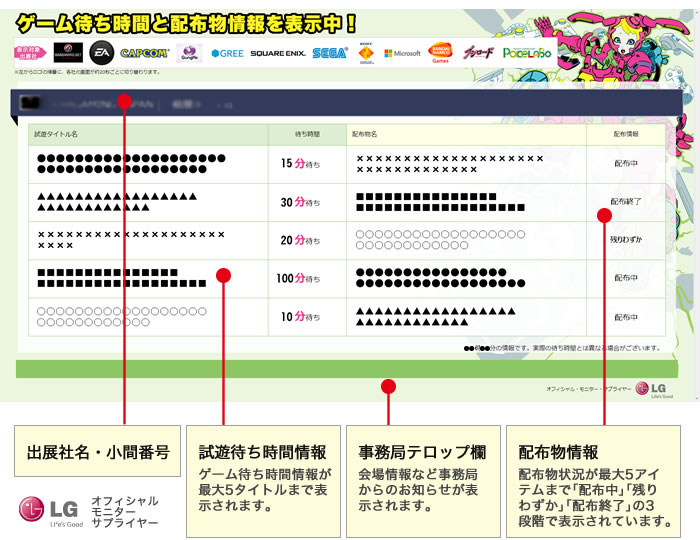 ゲーム待ち時間と配布物情報を表示中！
表示対象
出展社
WARGAMING.NET
EA
CAPCOM
GungHo
GREE
SQUARE ENIX.
SEGA
Microsoft
BANDAI
NAMCO
Games
ブシロード
PocoLabo
※左からロゴの順番に、各社の画面が約20秒ごとに切り替わります。
試遊タイトル名 待ち時間 配布物名 配布情報
●●●●●●●●●●●●●●●●●●●●
●●●●●●●●●●●●●●●●●●
15分待ち
××××××××××××××××××××
×××××××××××××
配布中
▲▲▲▲▲▲▲▲▲▲▲▲▲▲▲▲▲
▲▲▲▲▲▲▲▲▲▲▲▲
30分待ち
■■■■■■■■■■■■■■■
■■■■■■■■■■■■■■■■■■
配布終了
××××××××××××××××××××
××××
20分待ち
○○○○○○○○○○○○○○○○○○
○○○○○○○○○○○○
残りわずか
■■■■■■■■■■■■■■■
■■■■■■■■■■■■■■■■■■
100分待ち
●●●●●●●●●●●●●●●●
●●●●●●●●●●●●●●●●●●
配布中
○○○○○○○○○○○○○○○○○○
○○○○○○○○○○○○
10分待ち
▲▲▲▲▲▲▲▲▲▲▲▲▲▲▲▲▲
▲▲▲▲▲▲▲▲▲▲▲▲
配布中
●●時●●分の情報です。実際の待ち時間とは異なる場合がございます。
オフィシャル・モニター・サプライヤー LG
Life's Good
出展社名・小間番号
試遊待ち時間情報
ゲーム待ち時間情報が
最大5タイトルまで表
示されます。
事務局テロップ欄
会場情報など事務局
からのお知らせが表
示されます。
配布物情報
配布物状況が最大5アイ
テムまで「配布中」「残り
わずか」「配布終了」の3
段階で表示されています。
LG
Life's Good
オフィシャル
モニター
サプライヤー